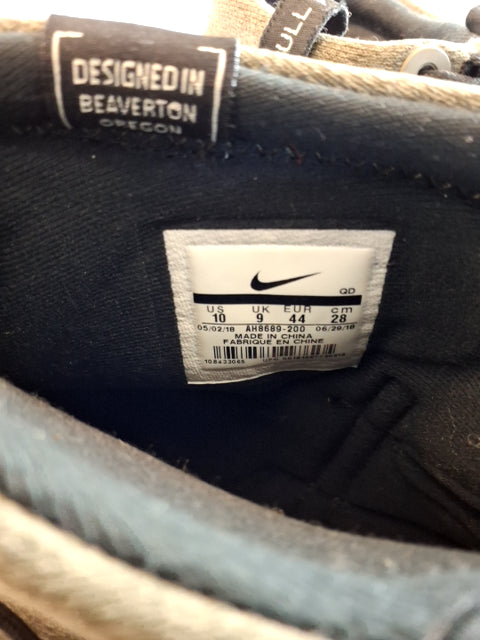 ULL
DESIGNED IN
BEAVERTON
OREGON
QD
US UK EUR cm
10 9 44 28
05/02/18 AH8689-200 06/29/18
MADE IN CHINA
FABRIQUE EN CHINE